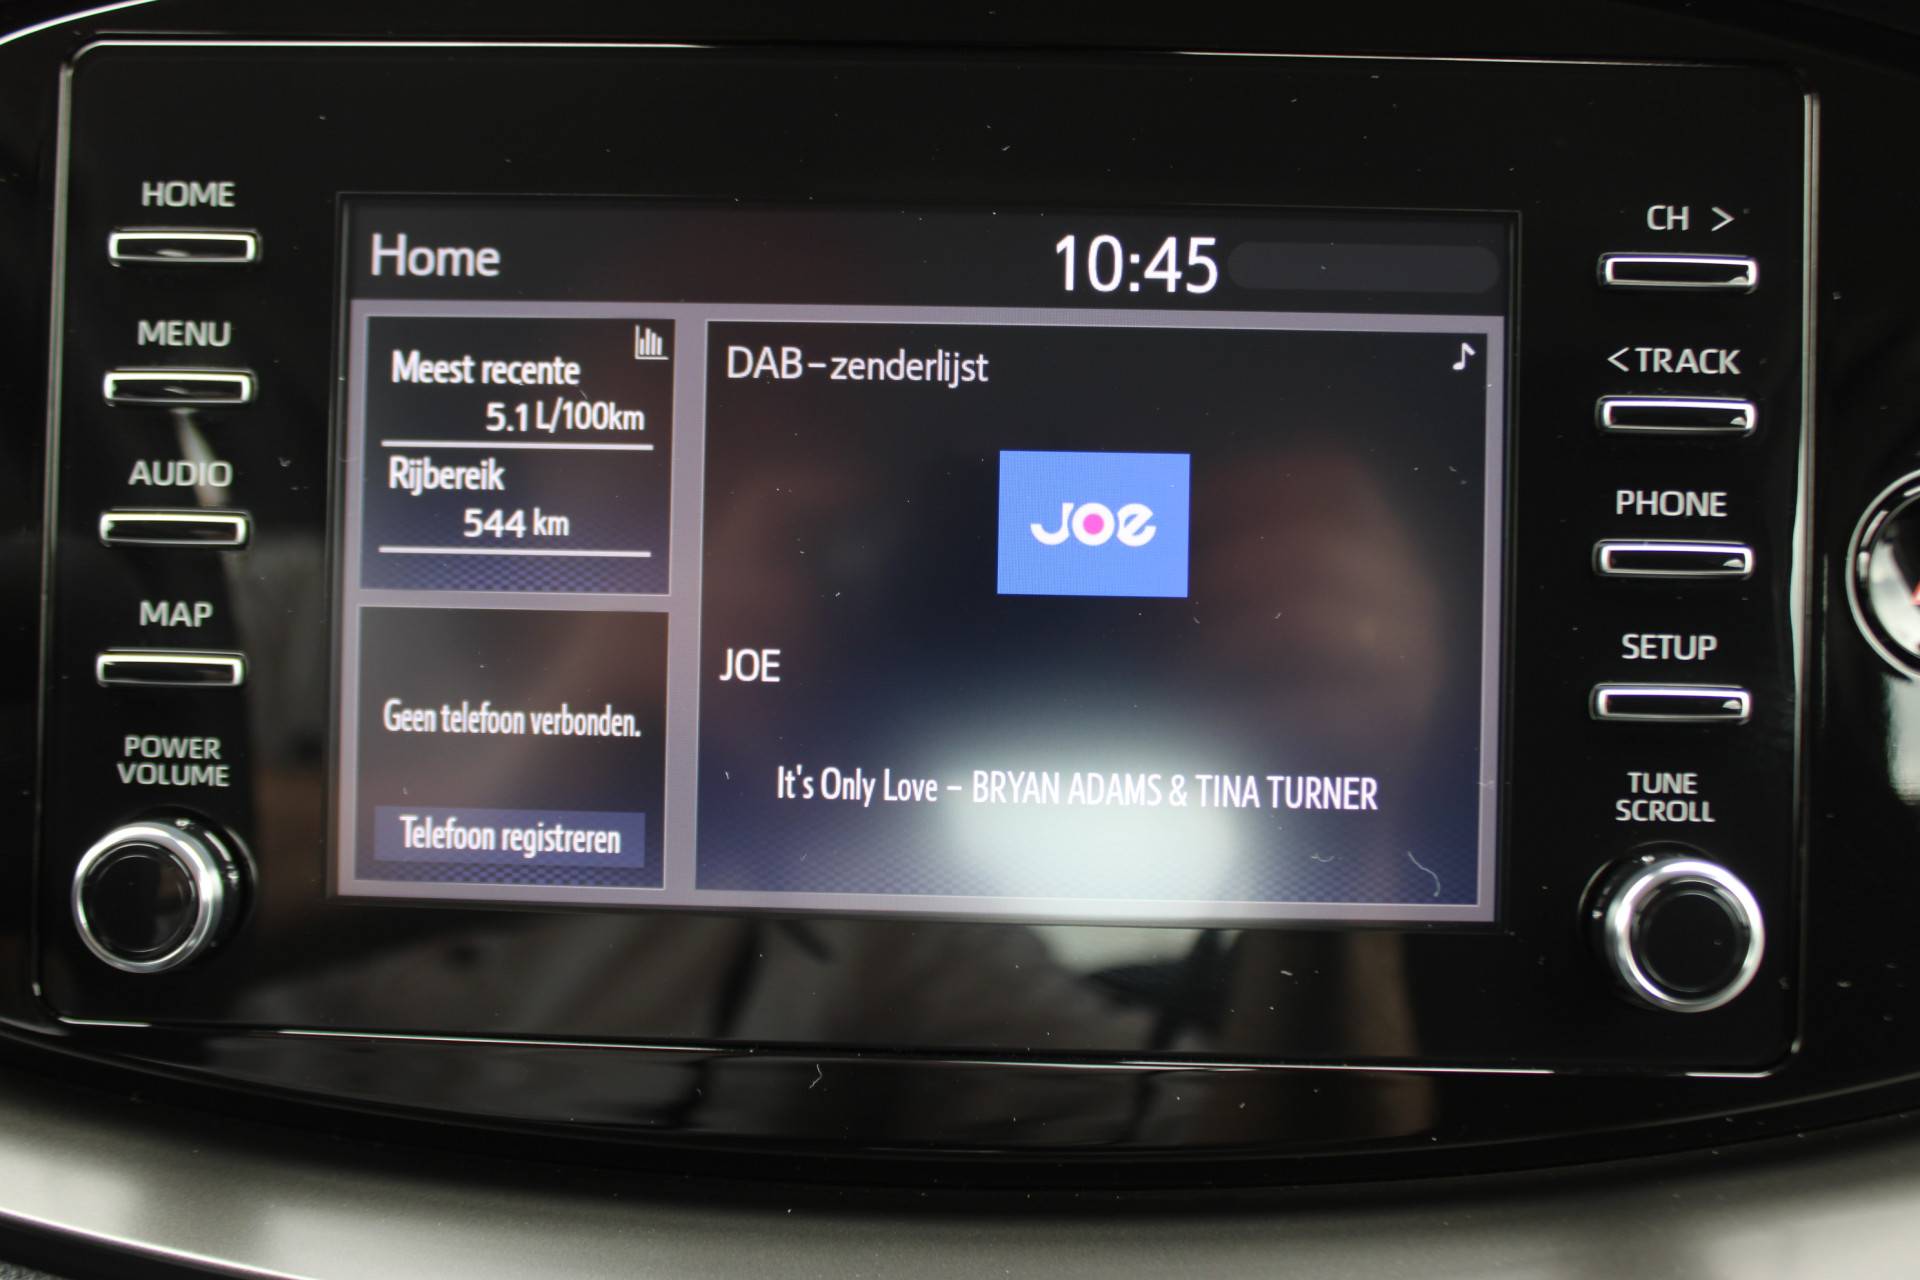 HOME
MENU
AUDIO
MAP
POWER
VOLUME
Home
10:45
Meest recente
5.1 L/100km
Rijbereik
544 km
Geen telefoon verbonden.
Telefoon registreren
DAB-zenderlijst
JOE
JOE
It's Only Love - BRYAN ADAMS & TINA TURNER
CH >
< TRACK
PHONE
SETUP
TUNE
SCROLL